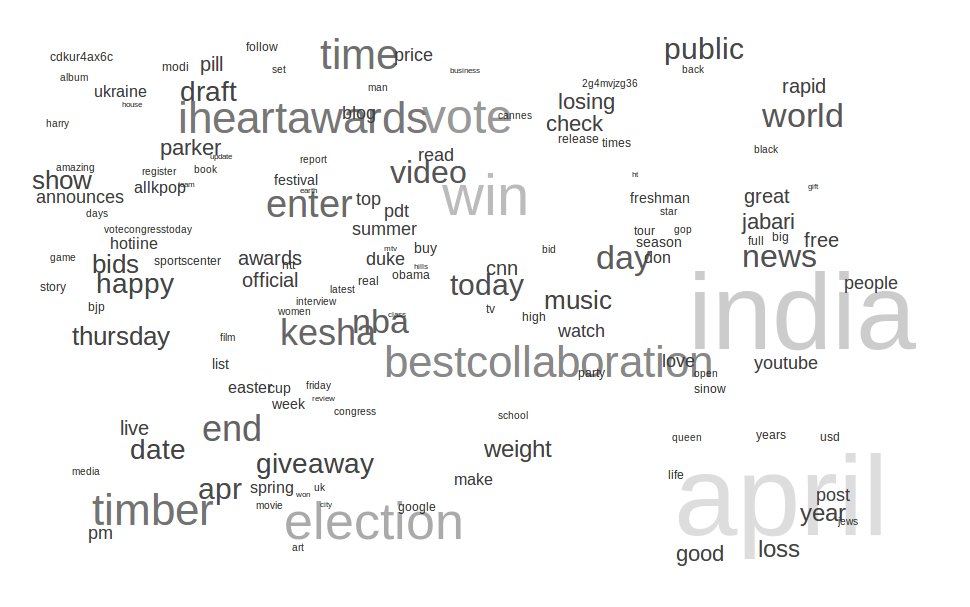 follow
time
price
public
cdkur4ax6c
album
modi
pill
set
business
back
ukraine
house
draft
man
2g4mvjzg36
rapid
harry
iheartawards
blog
vote
cannes
losing
check
world
parker
update
report
read
release
times
black
amazing
show
announces
register
book
allkpop
team
festival
earth
video
win
ht
freshman
great
gift
days
enter
top
pdt
star
jabari
votecongresstoday
hotiine
summer
tour
gop
season
full
big
free
game
bids
sportscenter
awards
htt
duke
mtv
buy
bid
day
don
news
story
happy
official
real
obama
hills
today
cnn
india
people
bjp
latest
interview
women
tv
high
music
thursday
film
kesha
nba
class
watch
list
bestcollaboration
love
youtube
party
open
sinow
easter
cup
friday
review
week
congress
school
live
end
queen
years
usd
date
weight
giveaway
media
apr
spring
won
uk
make
life
april
post
timber
movie
city
election
google
year
jews
pm
art
good
loss